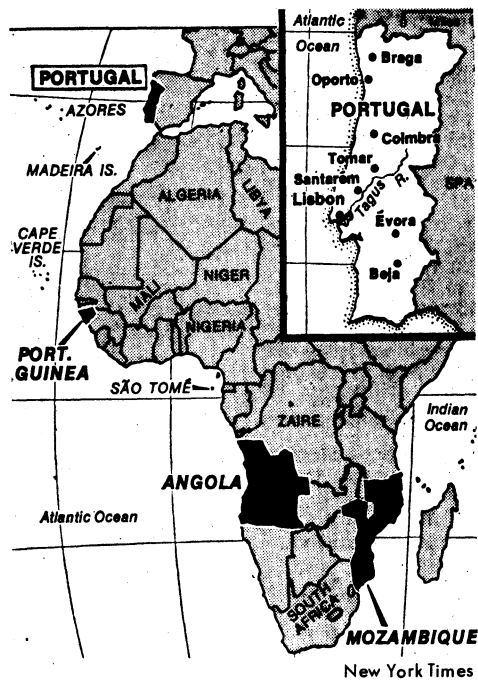 PORTUGAL
AZORES
MADEIRA IS.
CAPE
VERDE
IS.
ALGERIA
LIBYA
MALI
NIGER
NIGERIA
PORT.
GUINEA
SÃO TOMÉ
ZAIRE
ANGOLA
Atlantic Ocean
Indian
Ocean
SOUTH
AFRICA
MOZAMBIQUE
Atlantic
Ocean
Braga
Oporto
PORTUGAL
Coimbra
Tomar
Santarem
Tagus R.
Lisbon
SPA
Évora
Beja
New York Times